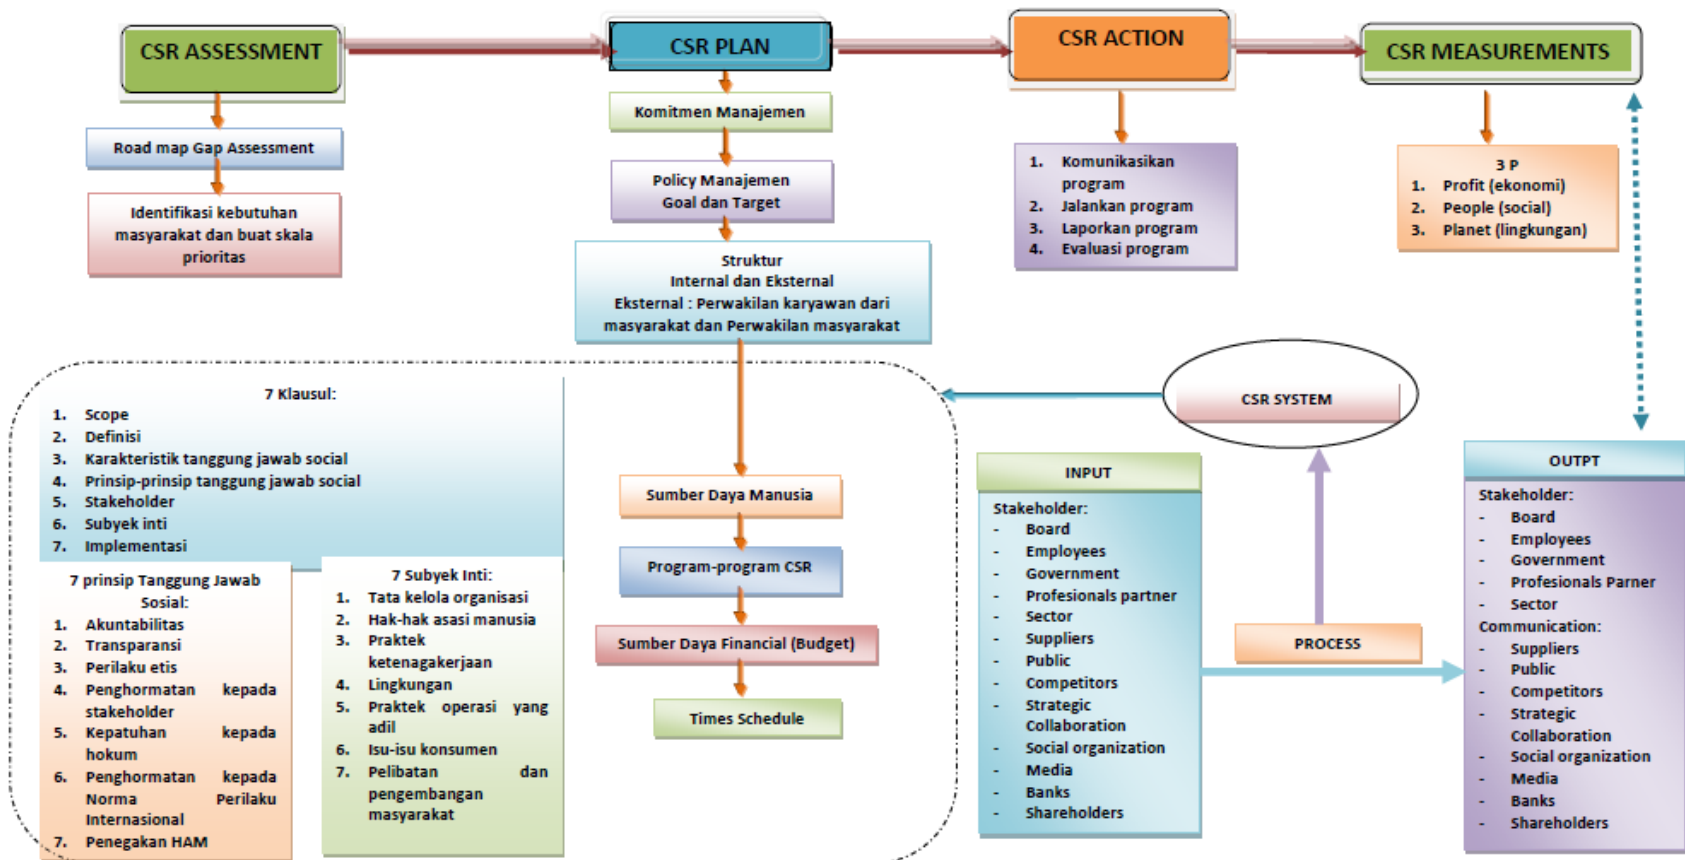 CSR ASSESSMENT
CSR PLAN
CSR ACTION
CSR MEASUREMENTS
Road map Gap Assessment
Identifikasi kebutuhan
masyarakat dan buat skala
prioritas
Komitmen Manajemen
Policy Manajemen
Goal dan Target
Struktur
Internal dan Eksternal
Eksternal : Perwakilan karyawan dari
masyarakat dan Perwakilan masyarakat
1. Komunikasikan
program
2. Jalankan program
3. Laporkan program
4. Evaluasi program
3 P
1. Profit (ekonomi)
2. People (social)
3. Planet (lingkungan)
7 Klausul:
1. Scope
2. Definisi
3. Karakteristik tanggung jawab social
4. Prinsip-prinsip tanggung jawab social
5. Stakeholder
6. Subyek inti
7. Implementasi
7 prinsip Tanggung Jawab
Sosial:
1. Akuntabilitas
2. Transparansi
3. Perilaku etis
4. Penghormatan kepada
stakeholder
5. Kepatuhan kepada
hokum
6. Penghormatan kepada
Norma Perilaku
Internasional
7. Penegakan HAM
7 Subyek Inti:
1. Tata kelola organisasi
2. Hak-hak asasi manusia
3. Praktek
ketenagakerjaan
4. Lingkungan
5. Praktek operasi yang
adil
6. Isu-isu konsumen
7. Pelibatan dan
pengembangan
masyarakat
Sumber Daya Manusia
Program-program CSR
Sumber Daya Financial (Budget)
Times Schedule
CSR SYSTEM
INPUT
Stakeholder:
- Board
- Employees
- Government
- Profesionals partner
- Sector
- Suppliers
- Public
- Competitors
- Strategic
Collaboration
- Social organization
- Media
- Banks
- Shareholders
PROCESS
OUTPT
Stakeholder:
- Board
- Employees
- Government
- Profesionals Parner
- Sector
Communication:
- Suppliers
- Public
- Competitors
- Strategic
Collaboration
- Social organization
- Media
- Banks
- Shareholders